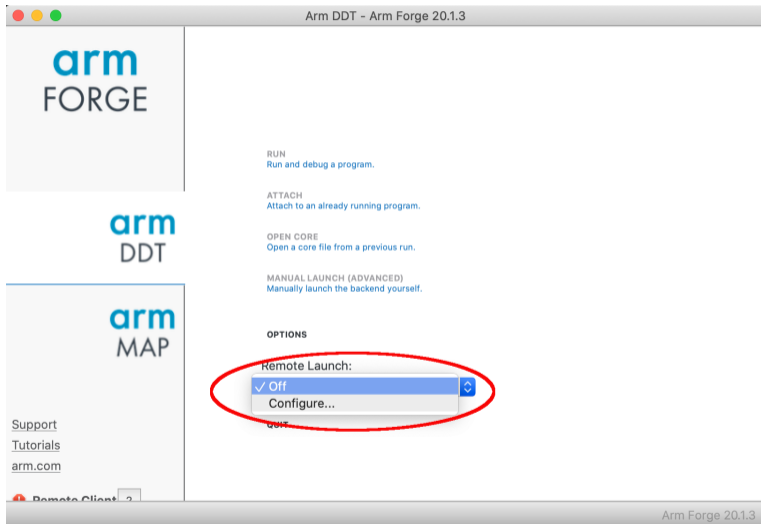 Arm DDT - Arm Forge 20.1.3
arm
FORGE
arm
DDT
arm
MAP
Support
Tutorials
arm.com
Remote Client ?
RUN
Run and debug a program.
ATTACH
Attach to an already running program.
OPEN CORE
Open a core file from a previous run.
MANUAL LAUNCH (ADVANCED)
Manually launch the backend yourself.
OPTIONS
Remote Launch:
✓ Off
Configure...
QUIT
Arm Forge 20.1.3